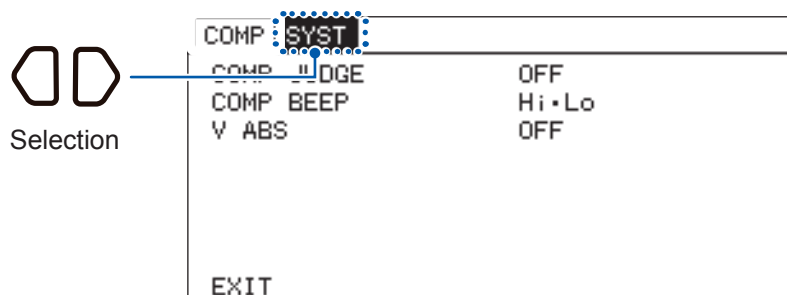 COMP SYST
COMP JUDGE OFF
COMP BEEP Hi•Lo
Selection
V ABS OFF
EXIT